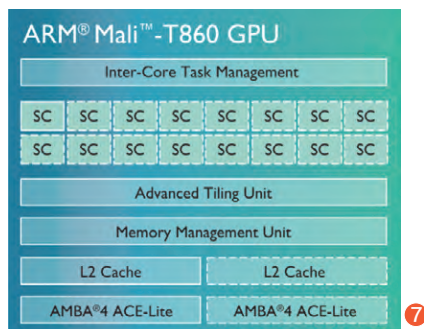 ARM® Mali™-T860 GPU
Inter-Core Task Management
SC SC SC SC SC SC SC SC
SC SC SC SC SC SC SC SC
Advanced Tiling Unit
Memory Management Unit
L2 Cache L2 Cache
AMBA®4 ACE-Lite AMBA®4 ACE-Lite
7